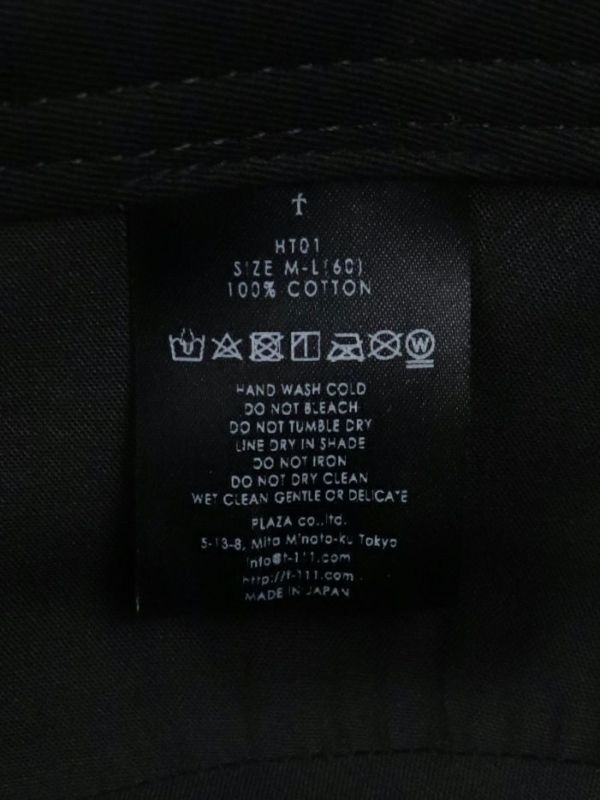 HT01
SIZE M-L(60)
100% COTTON
W
HAND WASH COLD
DO NOT BLEACH
DO NOT TUMBLE DRY
LINE DRY IN SHADE
DO NOT IRON
DO NOT DRY CLEAN
WET CLEAN GENTLE OR DELICATE
PLAZA co.,ltd.
5-13-8, Mita Minato-ku Tokyo
info@t-111.com
http://t-111.com
MADE IN JAPAN